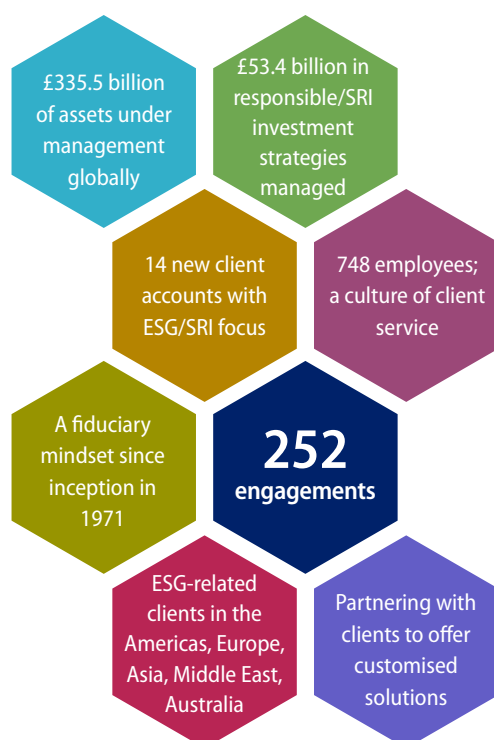 £335.5 billion
of assets under
management
globally
£53.4 billion in
responsible/SRI
investment
strategies
managed
14 new client
accounts with
ESG/SRI focus
748 employees;
a culture of client
service
A fiduciary
mindset since
inception in
1971
252
engagements
ESG-related
clients in the
Americas, Europe,
Asia, Middle East,
Australia
Partnering with
clients to offer
customised
solutions